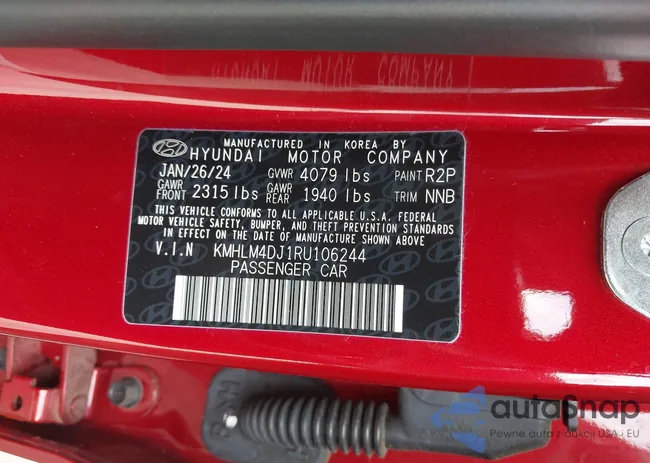 MANUFACTURED IN KOREA BY
HYUNDAI MOTOR COMPANY
JAN/26/24 GVWR 4079 lbs PAINT R2P
GAWR FRONT 2315 lbs GAWR REAR 1940 lbs TRIM NNB
THIS VEHICLE CONFORMS TO ALL APPLICABLE U.S.A. FEDERAL
MOTOR VEHICLE SAFETY, BUMPER, AND THEFT PREVENTION STANDARDS
IN EFFECT ON THE DATE OF MANUFACTURE SHOWN ABOVE.
V.I.N KMHLM4DJ1RU106244
PASSENGER CAR
autosnap
Pewne auta z aukcji USA i EU